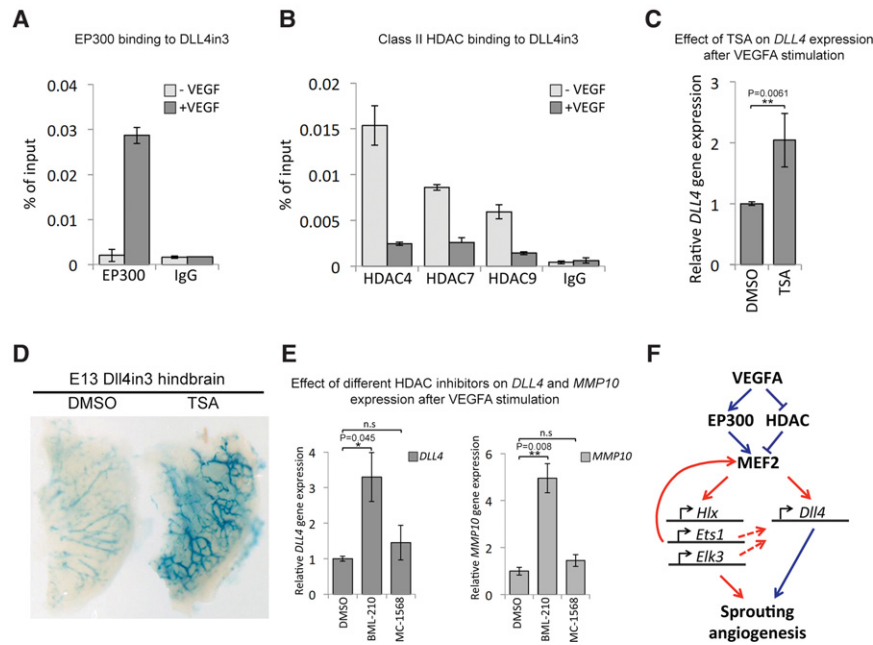 A
EP300 binding to DLL4in3
% of input
0.04
0.03
0.02
0.01
0
- VEGF
+VEGF
EP300
IgG
B
Class II HDAC binding to DLL4in3
% of input
0.02
0.015
0.01
0.005
0
- VEGF
+VEGF
HDAC4
HDAC7
HDAC9
IgG
C
Effect of TSA on DLL4 expression
after VEGFA stimulation
Relative DLL4 gene expression
3
2
1
0
P=0.0061
**
DMSO
TSA
D
E13 Dll4in3 hindbrain
DMSO
TSA
E
Effect of different HDAC inhibitors on DLL4 and MMP10
expression after VEGFA stimulation
Relative DLL4 gene expression
4
3
2
1
0
n.s
P=0.045
*
DLL4
DMSO
BML-210
MC-1568
Relative MMP10 gene expression
6
4
2
0
n.s
P=0.008
**
MMP10
DMSO
BML-210
MC-1568
F
VEGFA
EP300 HDAC
MEF2
Hlx
Dll4
Ets1
Elk3
Sprouting
angiogenesis